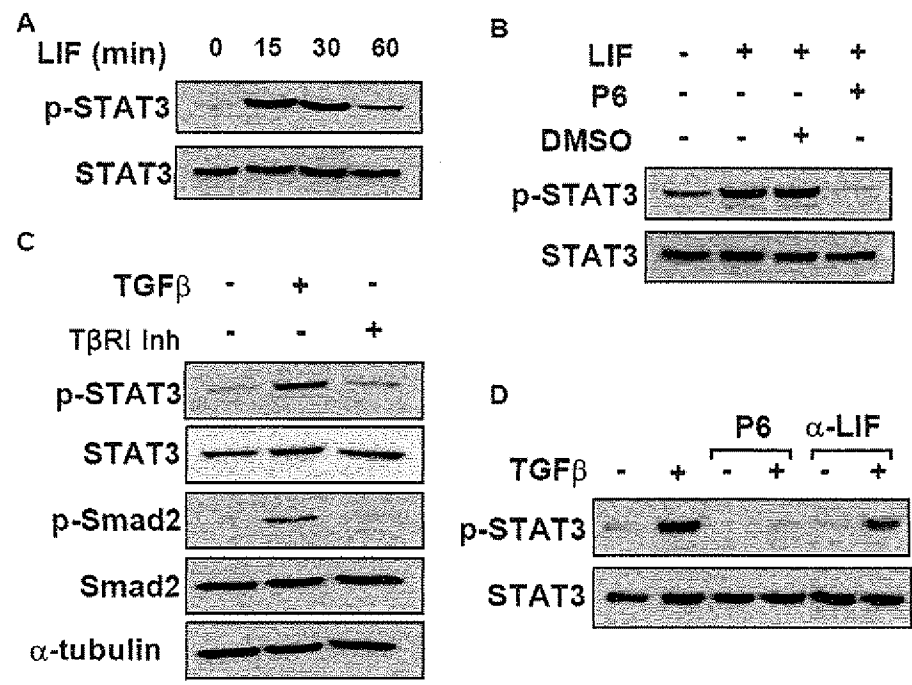 A
LIF (min) 0 15 30 60
p-STAT3
STAT3
B
LIF - + + +
P6 - - - +
DMSO - - + -
p-STAT3
STAT3
C
TGFβ - + -
TβRI Inh - - +
p-STAT3
STAT3
p-Smad2
Smad2
α-tubulin
D
P6 α-LIF
TGFβ - + - + - +
p-STAT3
STAT3